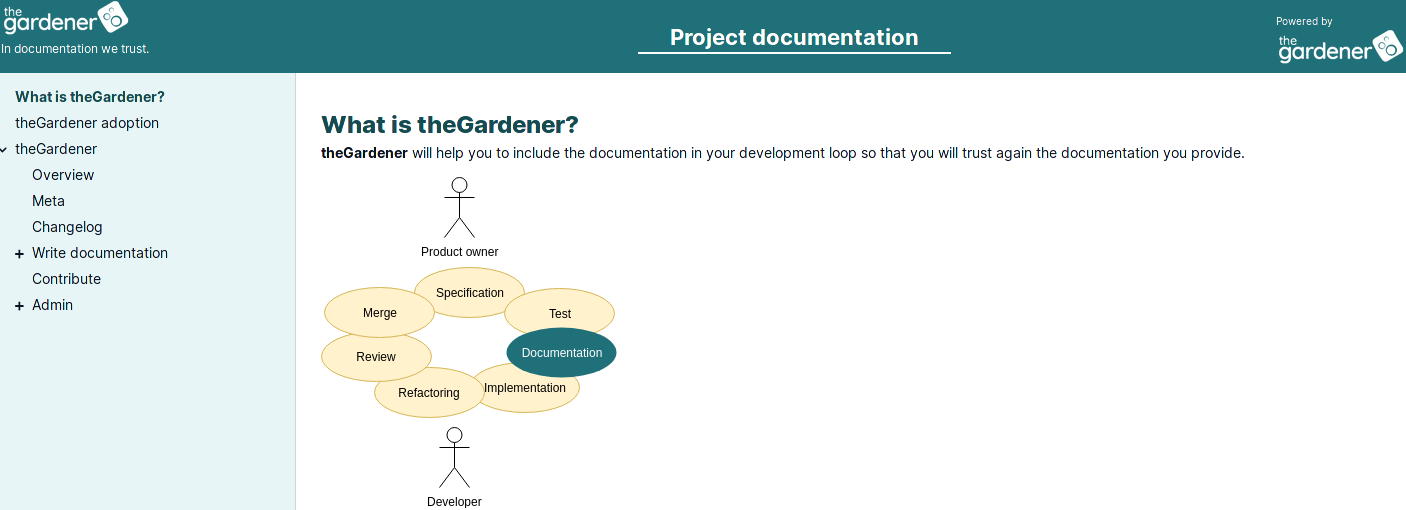 the
gardener
In documentation we trust.
Project documentation
Powered by
the
gardener
What is theGardener?
theGardener adoption
theGardener
Overview
Meta
Changelog
Write documentation
Contribute
Admin
What is theGardener?
theGardener will help you to include the documentation in your development loop so that you will trust again the documentation you provide.
Product owner
Specification
Merge
Test
Review
Documentation
Refactoring
Implementation
Developer